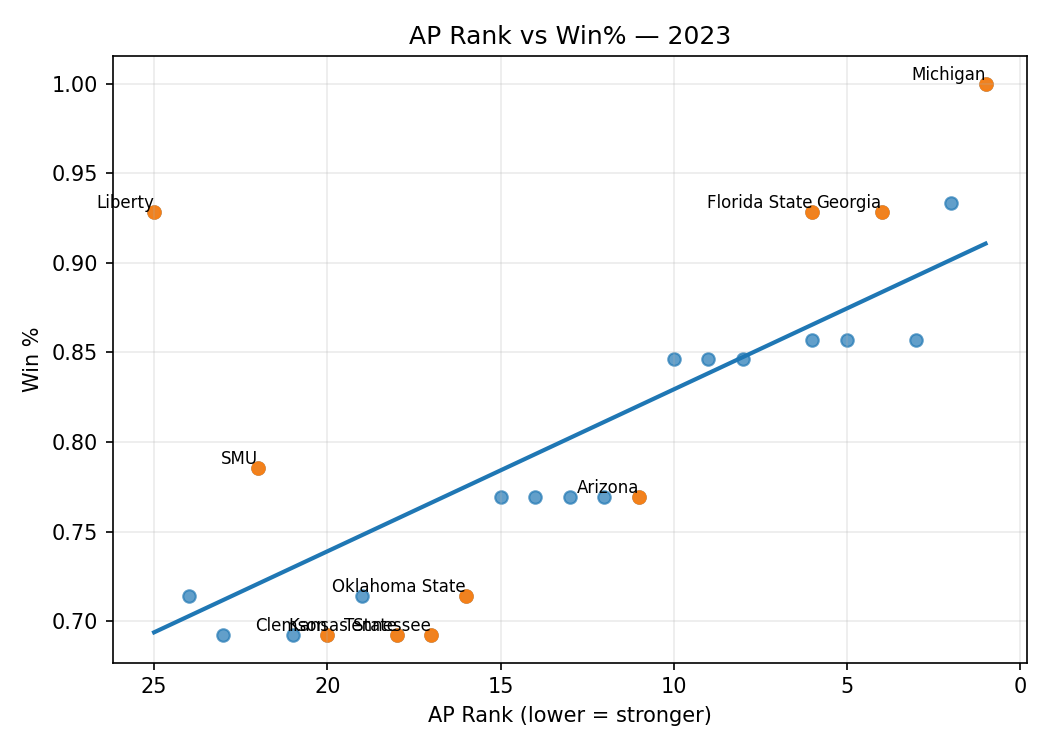 AP Rank vs Win% — 2023
Michigan
Liberty
Florida State
Georgia
SMU
Arizona
Oklahoma State
Clemson
Kansas State
Tennessee
Win %
1.00
0.95
0.90
0.85
0.80
0.75
0.70
25
20
15
10
5
0
AP Rank (lower = stronger)